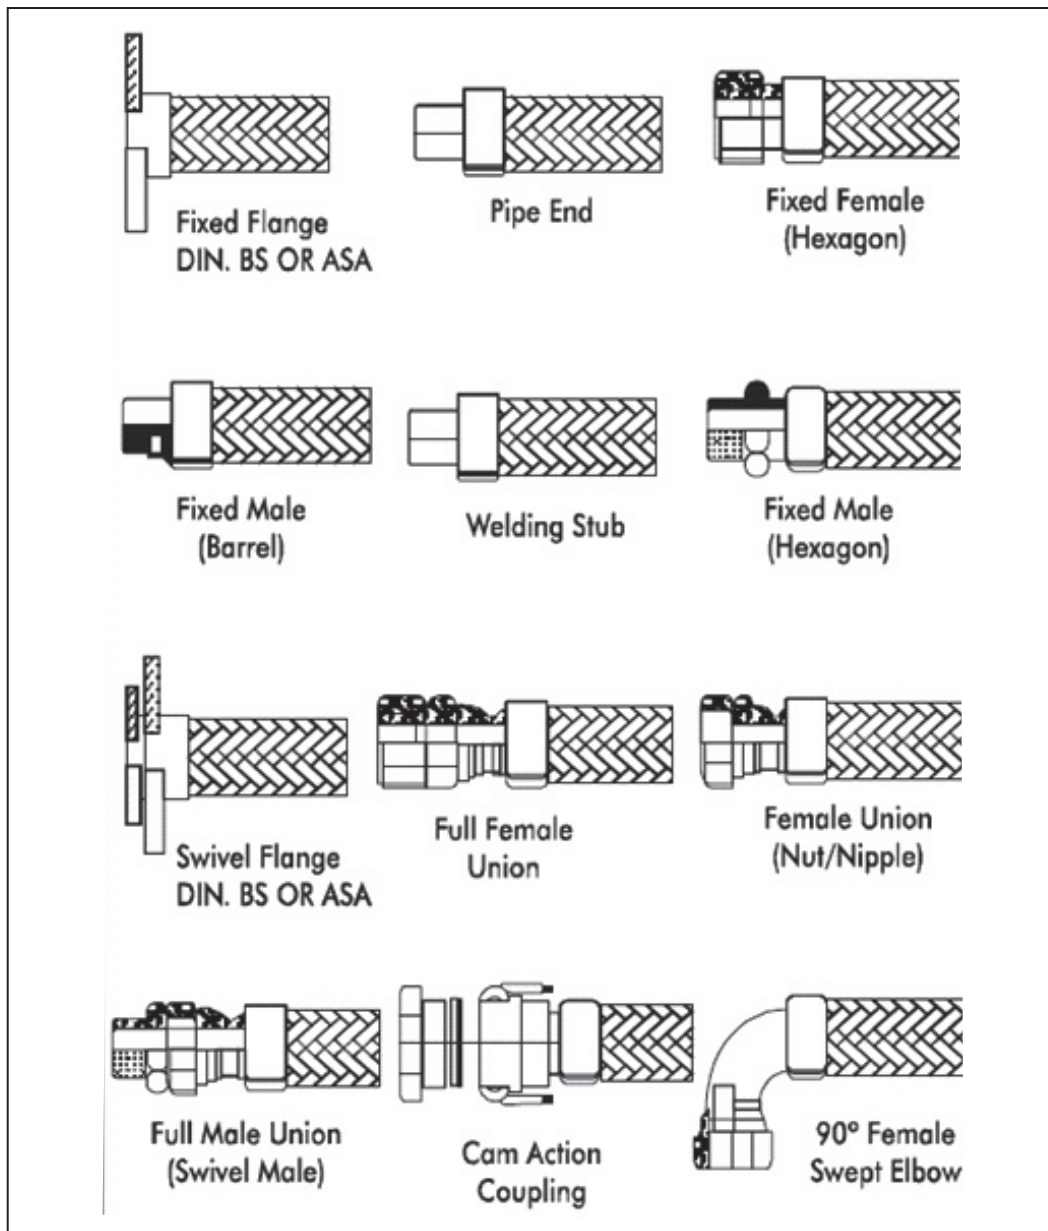 Fixed Flange
DIN. BS OR ASA
Pipe End
Fixed Female
(Hexagon)
Fixed Male
(Barrel)
Welding Stub
Fixed Male
(Hexagon)
Swivel Flange
DIN. BS OR ASA
Full Female
Union
Female Union
(Nut/Nipple)
Full Male Union
(Swivel Male)
Cam Action
Coupling
90° Female
Swept Elbow